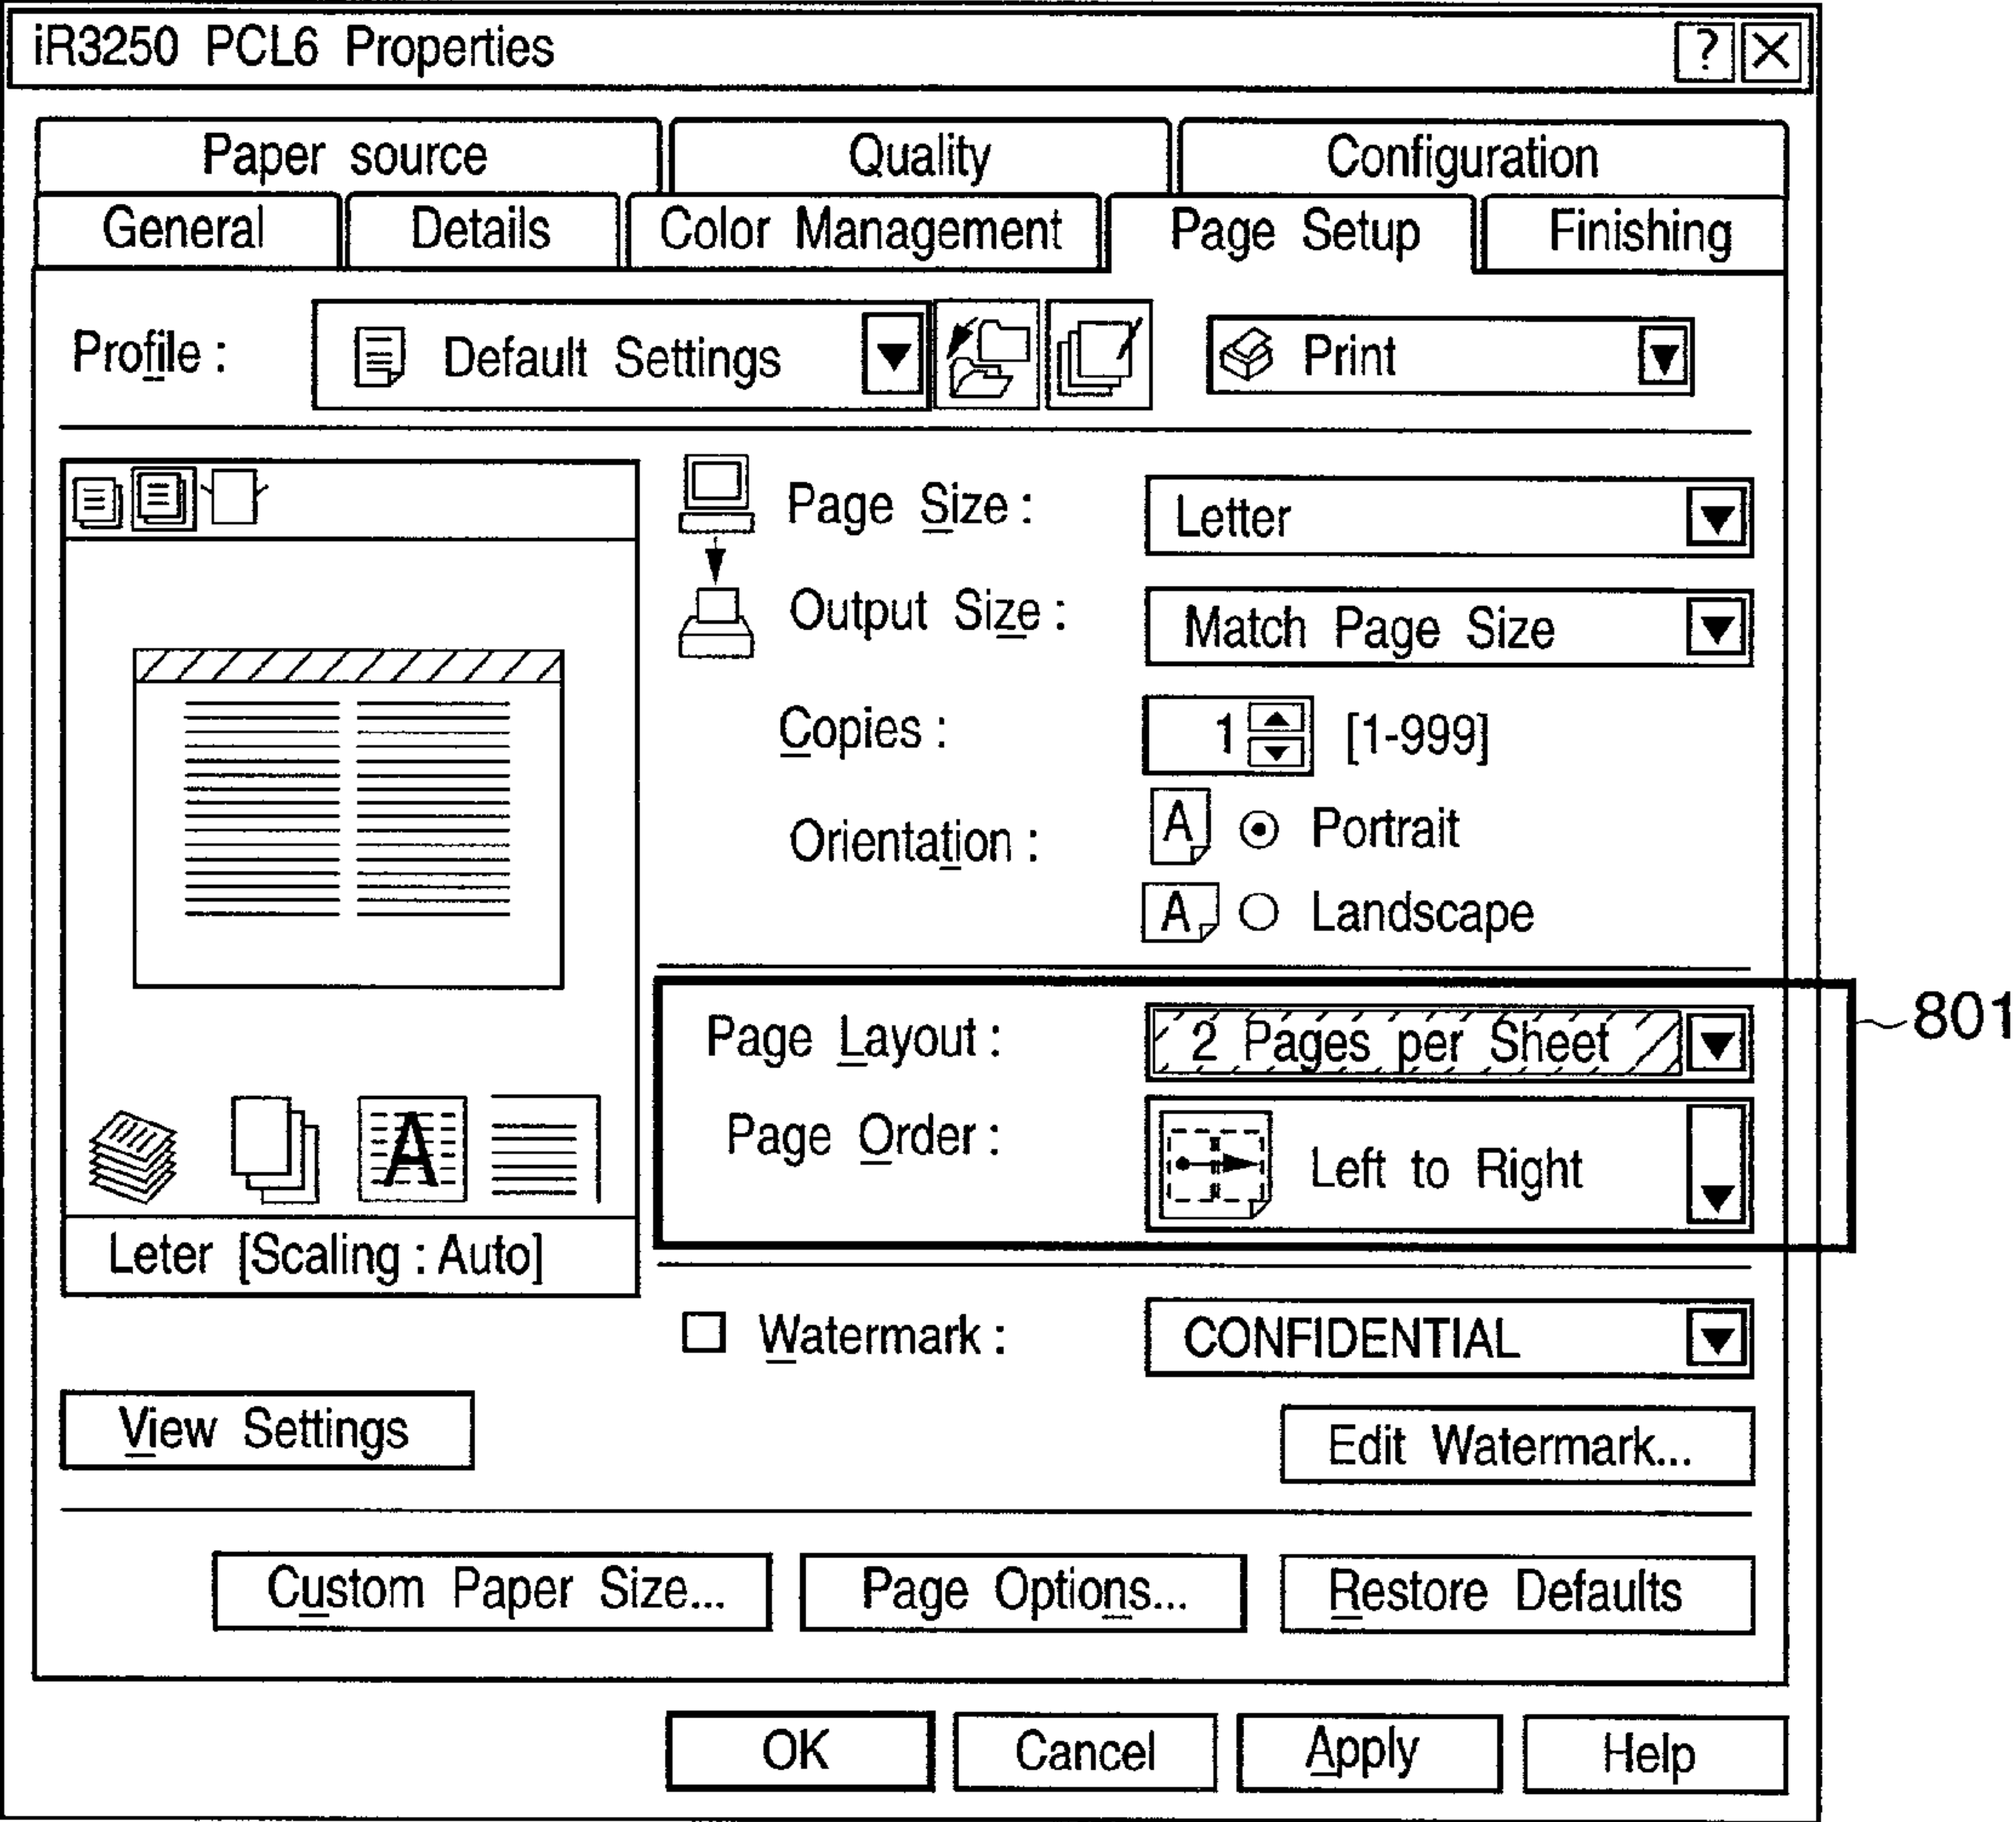 iR3250 PCL6 Properties ?
Paper source Quality Configuration
General Details Color Management Page Setup Finishing
Profile : Default Settings Print
Page Size : Letter
Output Size : Match Page Size
Copies : 1 [1-999]
Orientation : A Portrait
A Landscape
Page Layout : 2 Pages per Sheet 801
Page Order : Left to Right
A
Leter [Scaling : Auto]
Watermark : CONFIDENTIAL
View Settings Edit Watermark...
Custom Paper Size... Page Options... Restore Defaults
OK Cancel Apply Help